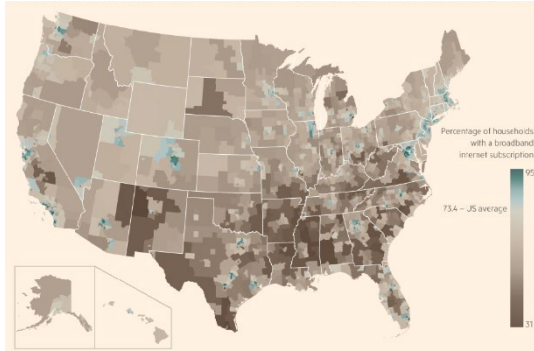 Percentage of households
with a broadband
internet subscription
95
73.4 – US average
31